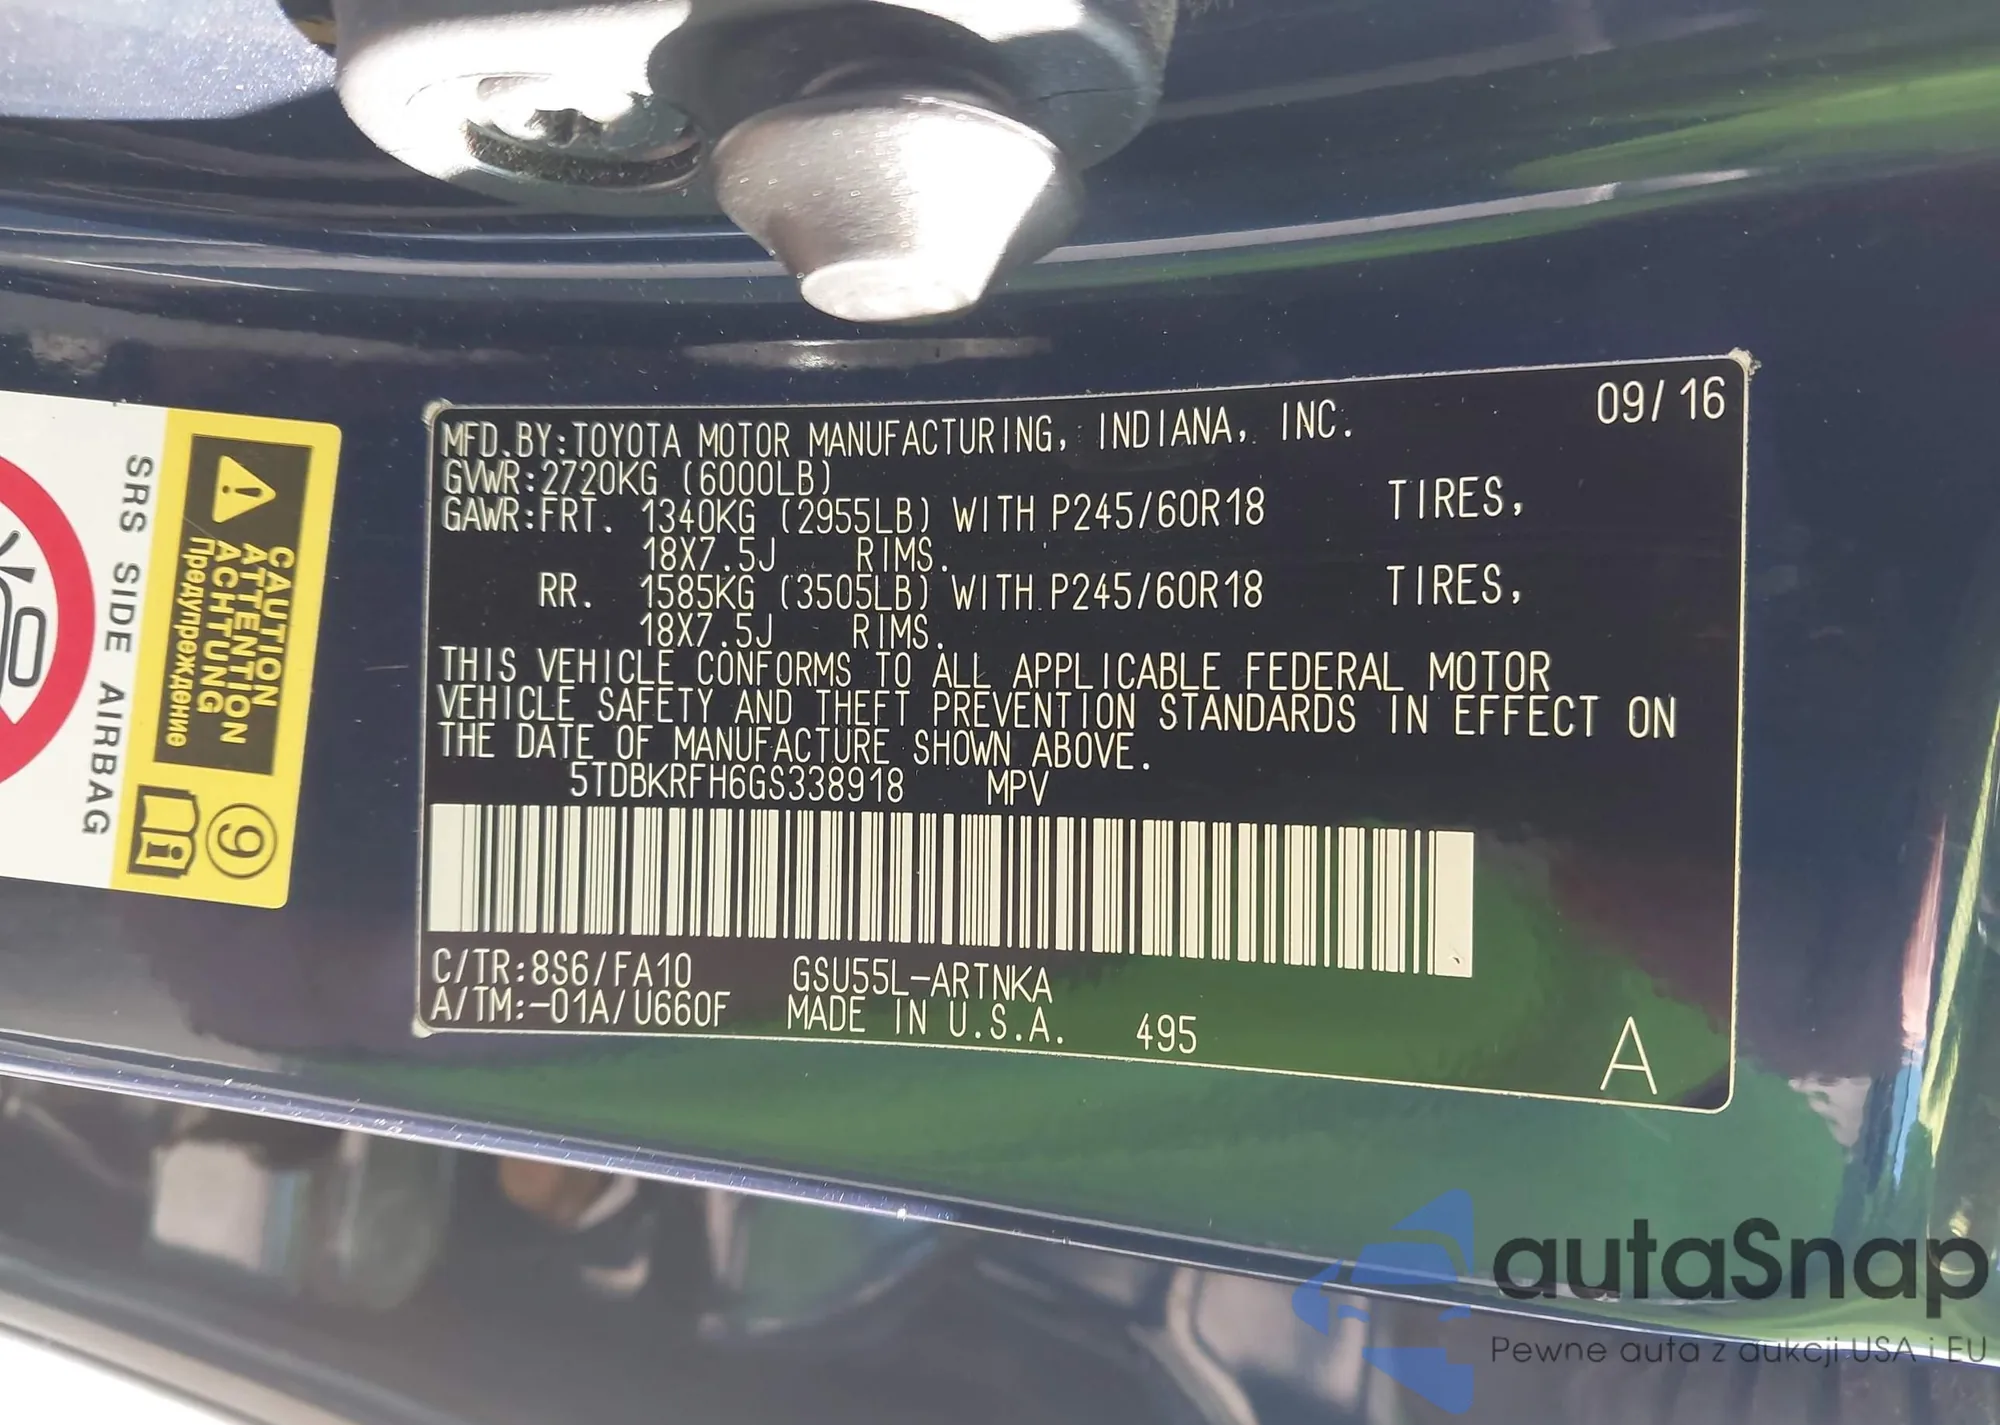 09/16
MFD.BY:TOYOTA MOTOR MANUFACTURING, INDIANA, INC.
GVWR:2720KG (6000LB)
GAWR:FRT. 1340KG (2955LB) WITH P245/60R18 TIRES,
18X7.5J RIMS.
RR. 1585KG (3505LB) WITH P245/60R18 TIRES,
18X7.5J RIMS.
THIS VEHICLE CONFORMS TO ALL APPLICABLE FEDERAL MOTOR
VEHICLE SAFETY AND THEFT PREVENTION STANDARDS IN EFFECT ON
THE DATE OF MANUFACTURE SHOWN ABOVE.
5TDBKRFH6GS338918 MPV
C/TR:8S6/FA10 GSU55L-ARTNKA
A/TM:-01A/U660F MADE IN U.S.A. 495
A
CAUTION
ATTENTION
ACHTUNG
Предупреждение
9
i
SRS SIDE AIRBAG
autaSnap
Pewne auta z aukcji USA i EU